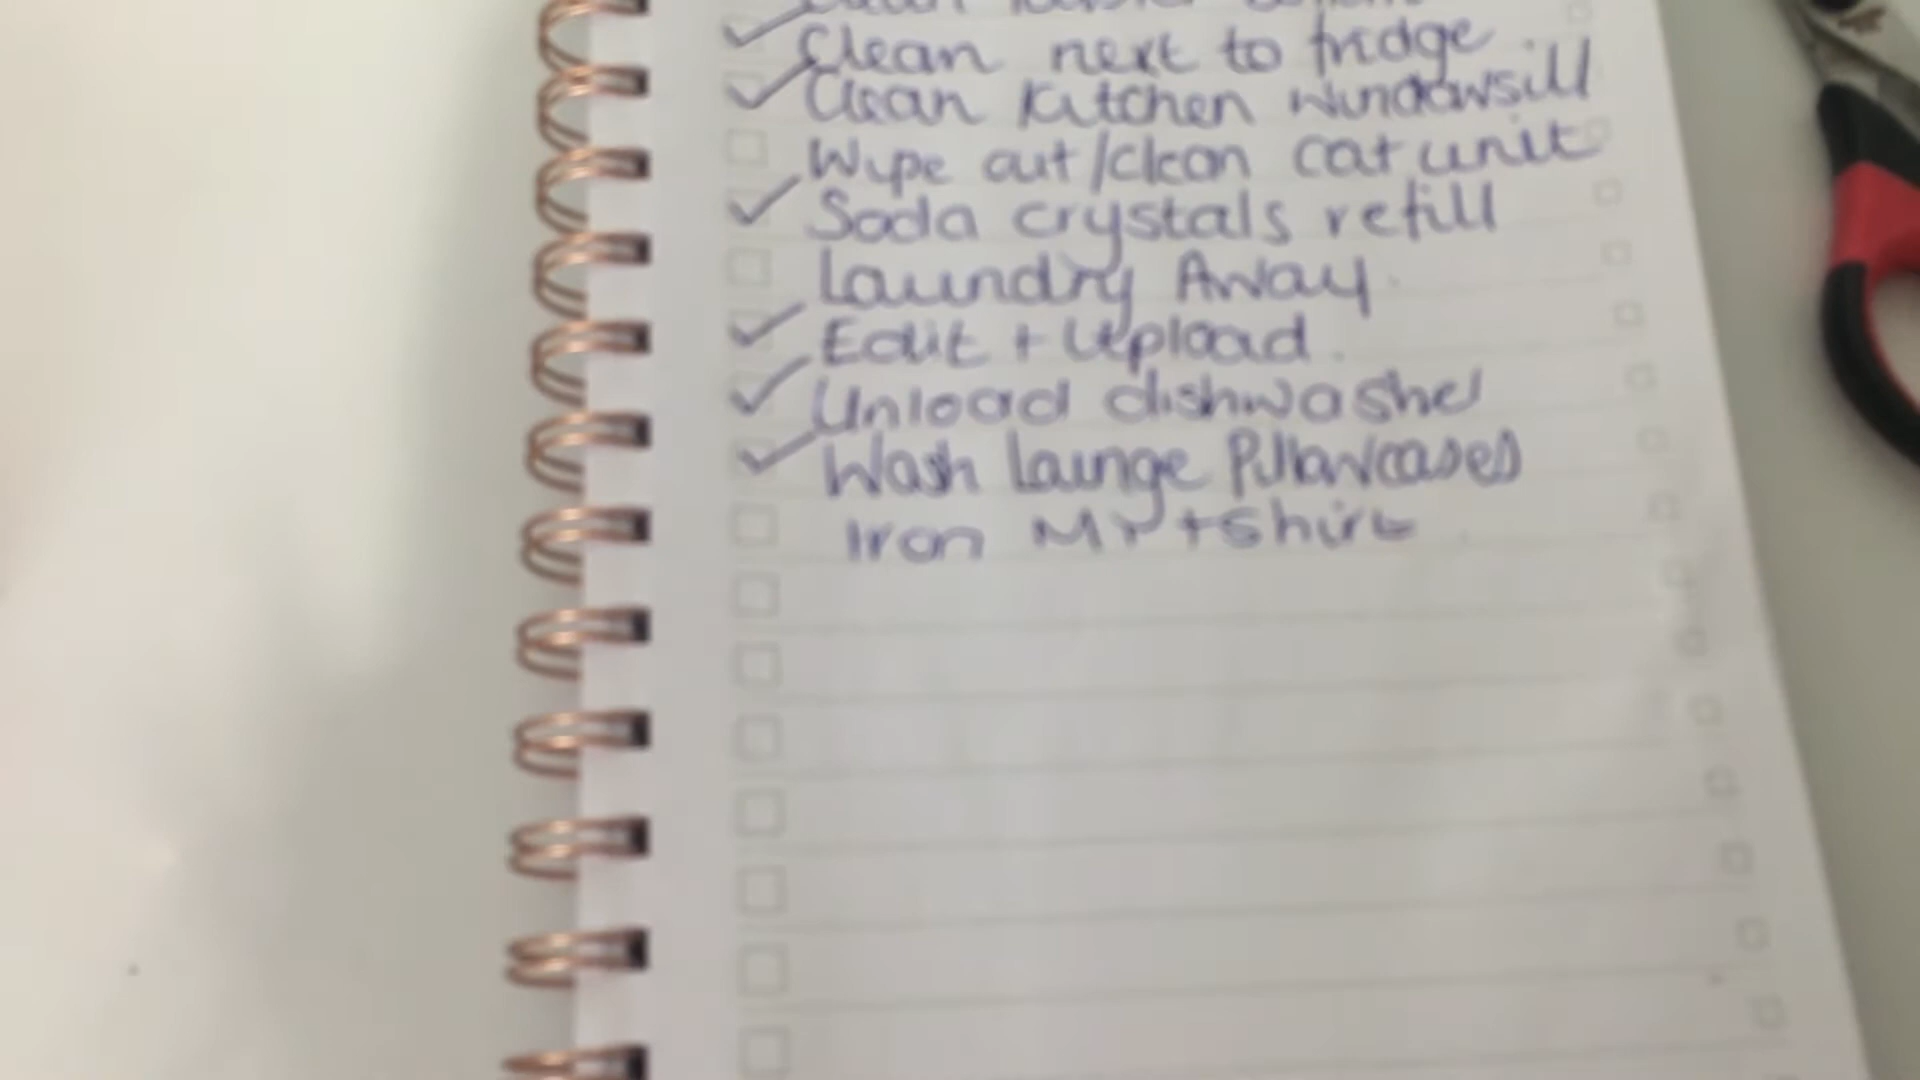 Clean
Clean next to fridge.
Clean Kitchen Windowsill
Wipe out/clean cat unit
Soda crystals refill
Laundry Away.
Edit + Upload.
Unload dishwasher
Wash lounge Pillowcases
Iron Mr tshirt.